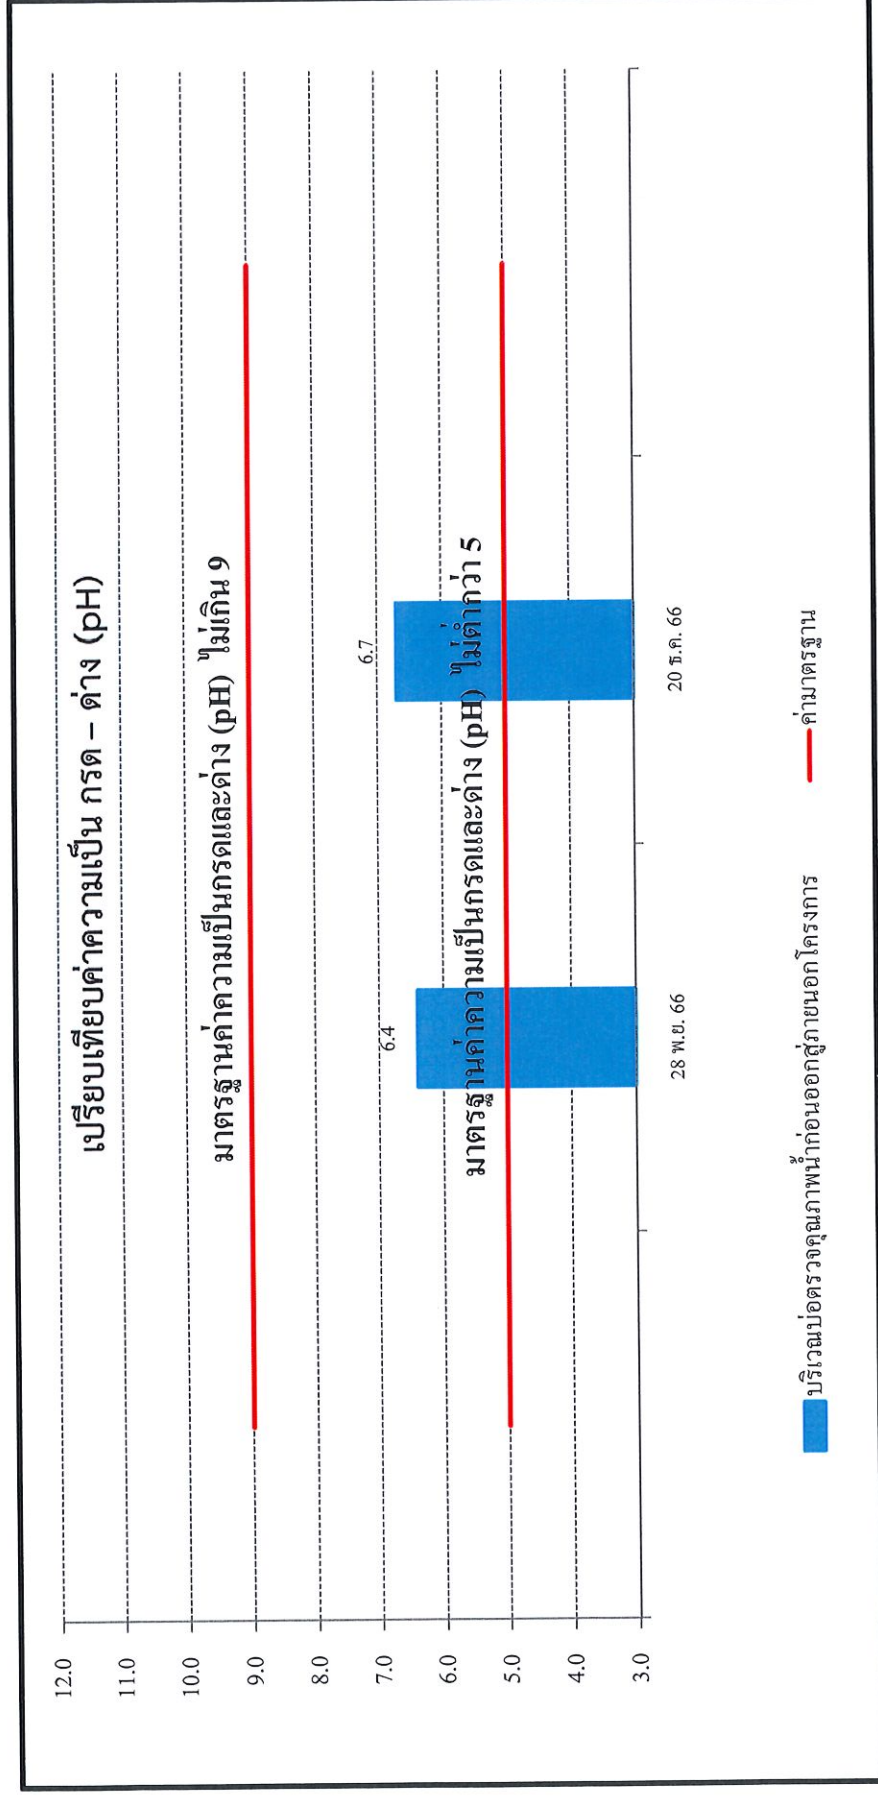 เปรียบเทียบค่าความเป็น กรด – ด่าง (pH)
12.0
11.0
10.0
9.0
8.0
7.0
6.0
5.0
4.0
3.0
มาตรฐานค่าความเป็นกรดและด่าง (pH) ไม่เกิน 9
6.4
6.7
มาตรฐานค่าความเป็นกรดและด่าง (pH) ไม่ต่ำกว่า 5
28 พ.ย. 66
20 ธ.ค. 66
บริเวณบ่อตรวจคุณภาพน้ำก่อนออกสู่ภายนอกโครงการ
ค่ามาตรฐาน